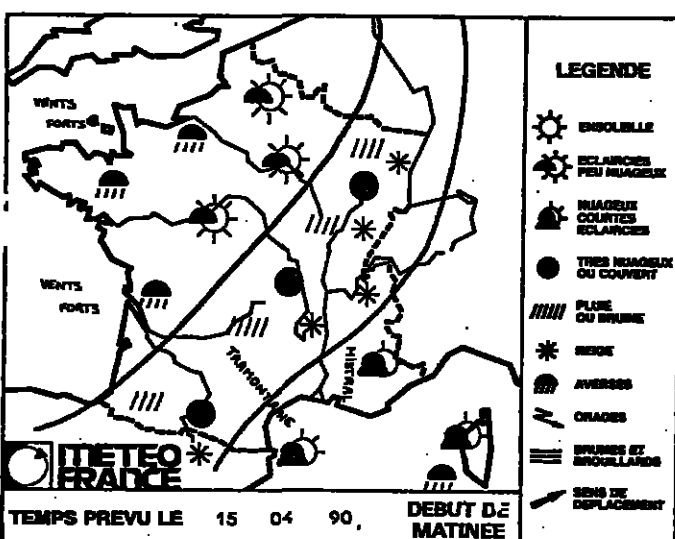 VENTS
FORTS
VENTS
FORTS
TRAMONTANE
MISTRAL
METEO
FRANCE
TEMPS PREVU LE 15 04 90,
DEBUT DE
MATINÉE
LEGENDE
ENSOLEILLE
ECLAIRCIES
PEU NUAGEUX
NUAGEUX
COURTES
ECLAIRCIES
TRES NUAGEUX
OU COUVERT
PLUIE
OU BRUINE
NEIGE
AVERSES
ORAGES
BRUMES ET
BROUILLARDS
SENS DE
DEPLACEMENT